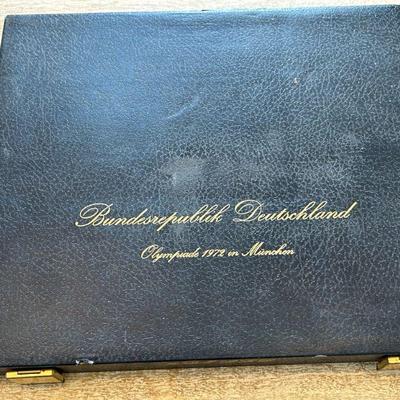 Bundesrepublik Deutschland
Olympiade 1972 in München